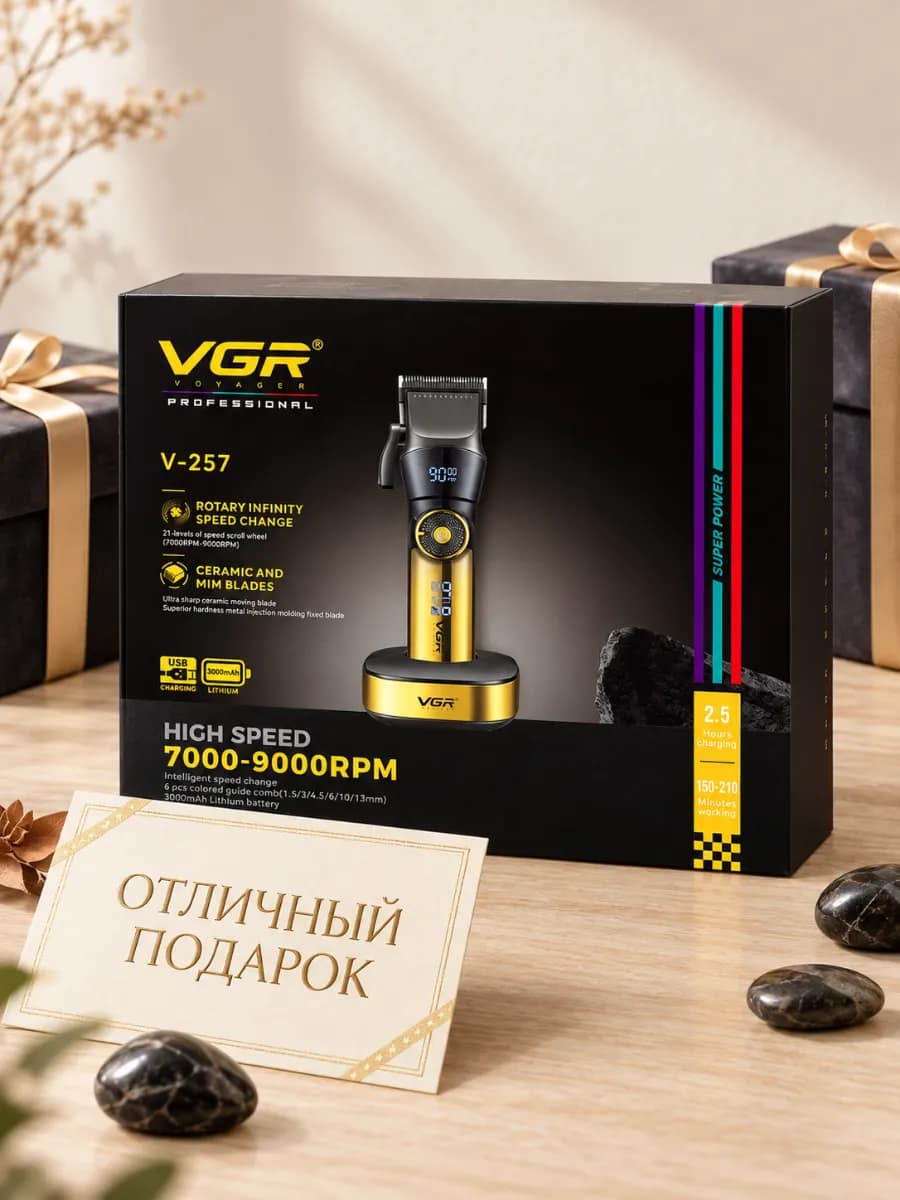 VGR®
VOYAGER
PROFESSIONAL
V-257
ROTARY INFINITY
SPEED CHANGE
21-levels of speed scroll wheel
(7000RPM-9000RPM)
CERAMIC AND
MIM BLADES
Ultra sharp ceramic moving blade
Superior hardness metal injection molding fixed blade
USB
CHARGING
3000mAh
LITHIUM
9000
VGR
VGR
SUPER POWER
HIGH SPEED
7000-9000RPM
Intelligent speed change
6 pcs colored guide comb(1.5/3/4.5/6/10/13mm)
3000mAh Lithium battery
2.5
Hours
charging
150-210
Minutes
working
ОТЛИЧНЫЙ
ПОДАРОК